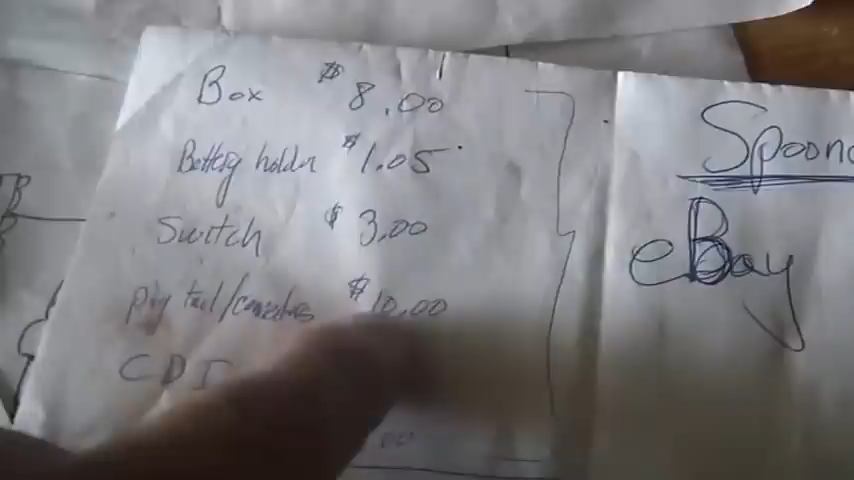 Box $ 8.00
Battery holder $ 1.05
Switch $ 3.00
pig tail/connectors $ 10.00
CDI
Spoon
eBay